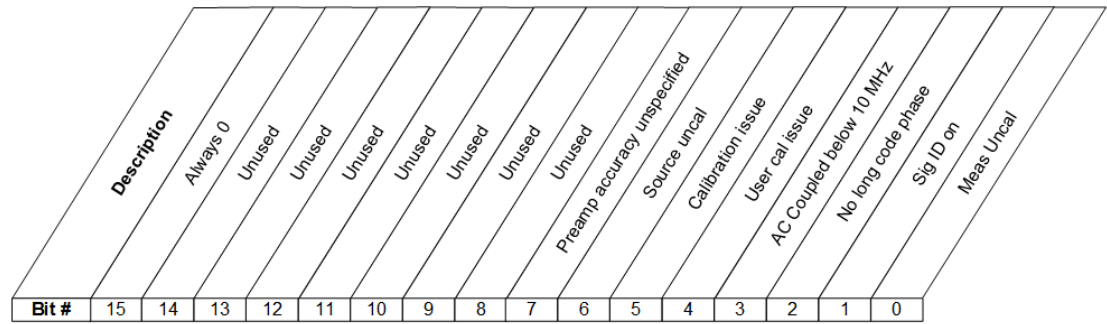 Description
Always 0
Unused
Unused
Unused
Unused
Unused
Unused
Unused
Preamp accuracy unspecified
Source uncal
Calibration issue
User cal issue
AC Coupled below 10 MHz
No long code phase
Sig ID on
Meas Uncal
Bit # 15 14 13 12 11 10 9 8 7 6 5 4 3 2 1 0